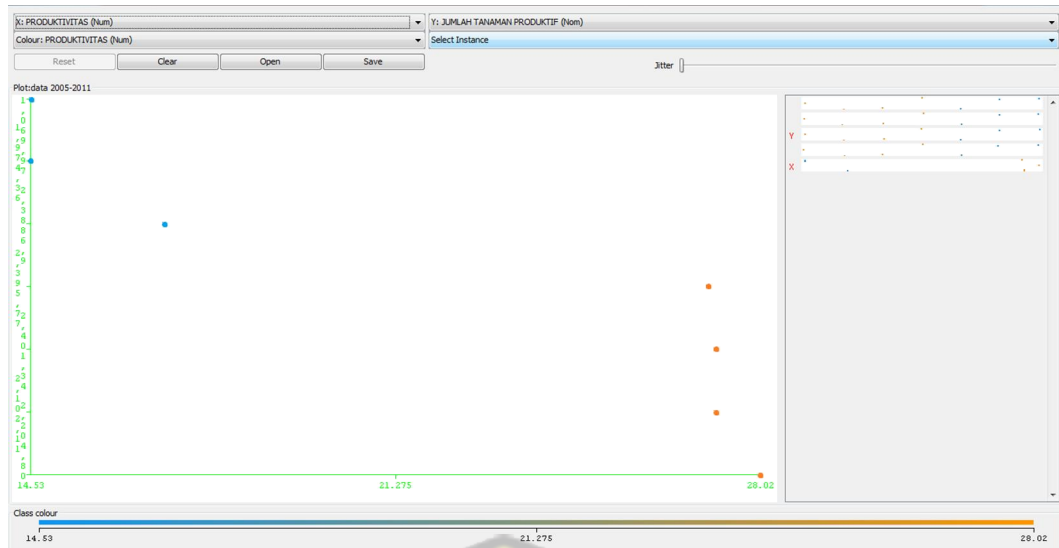 X: PRODUKTIVITAS (Num)
Y: JUMLAH TANAMAN PRODUKTIF (Nom)
Colour: PRODUKTIVITAS (Num)
Select Instance
Reset
Clear
Open
Save
Jitter
Plot:data 2005-2011
Y
X
14.53
21.275
28.02
Class colour
14.53
21.275
28.02